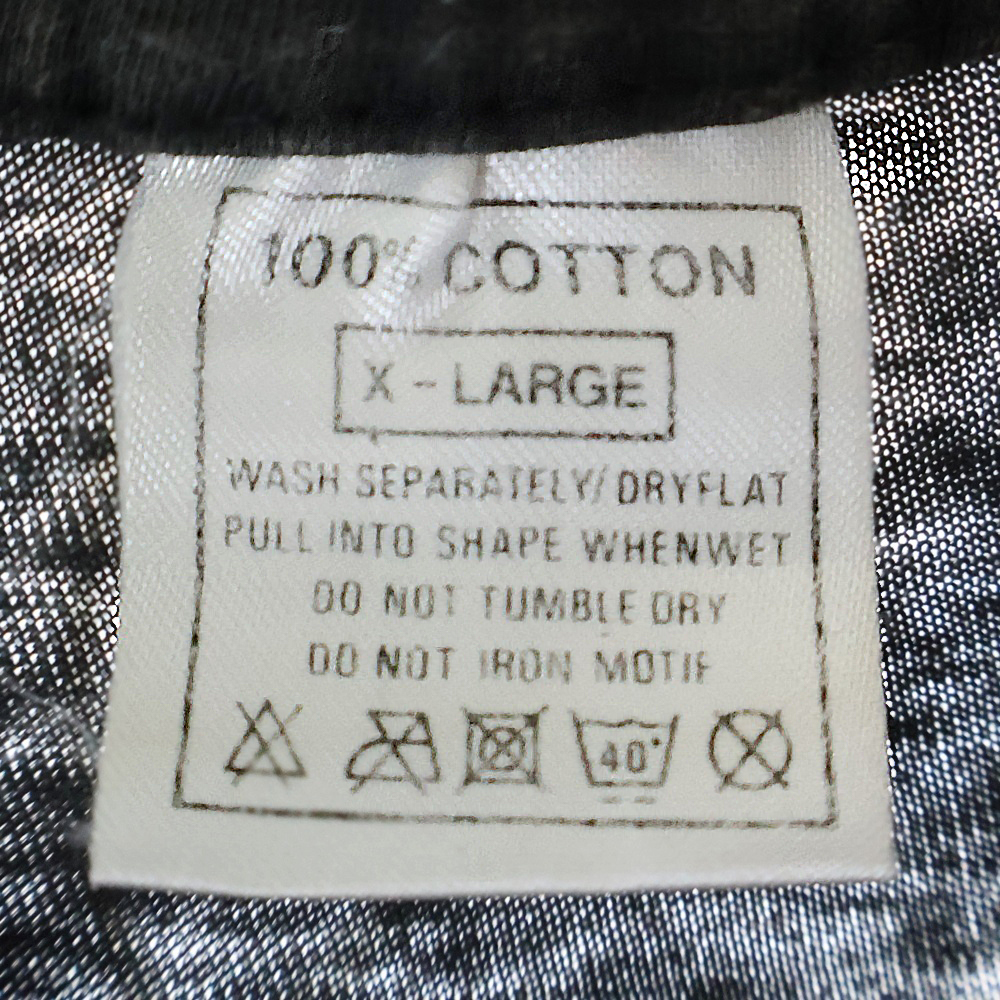 100% COTTON
X - LARGE
WASH SEPARATELY/DRYFLAT
PULL INTO SHAPE WHENWET
DO NOT TUMBLE DRY
DO NOT IRON MOTIF
40°